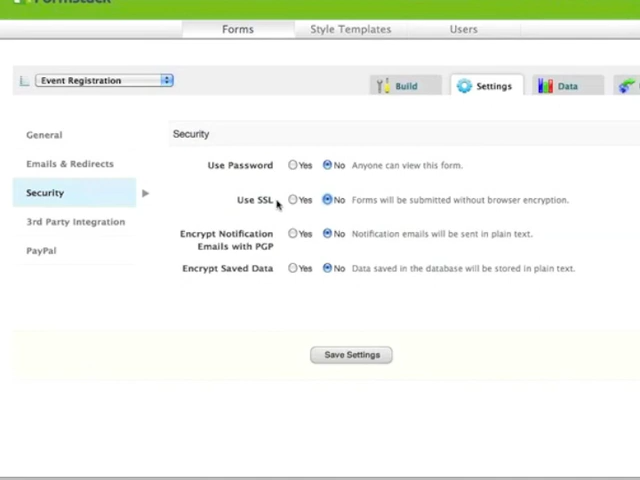 Formstack
Forms Style Templates Users
Event Registration Build Settings Data
General
Emails & Redirects
Security
3rd Party Integration
PayPal
Security
Use Password Yes No Anyone can view this form.
Use SSL Yes No Forms will be submitted without browser encryption.
Encrypt Notification
Emails with PGP Yes No Notification emails will be sent in plain text.
Encrypt Saved Data Yes No Data saved in the database will be stored in plain text.
Save Settings